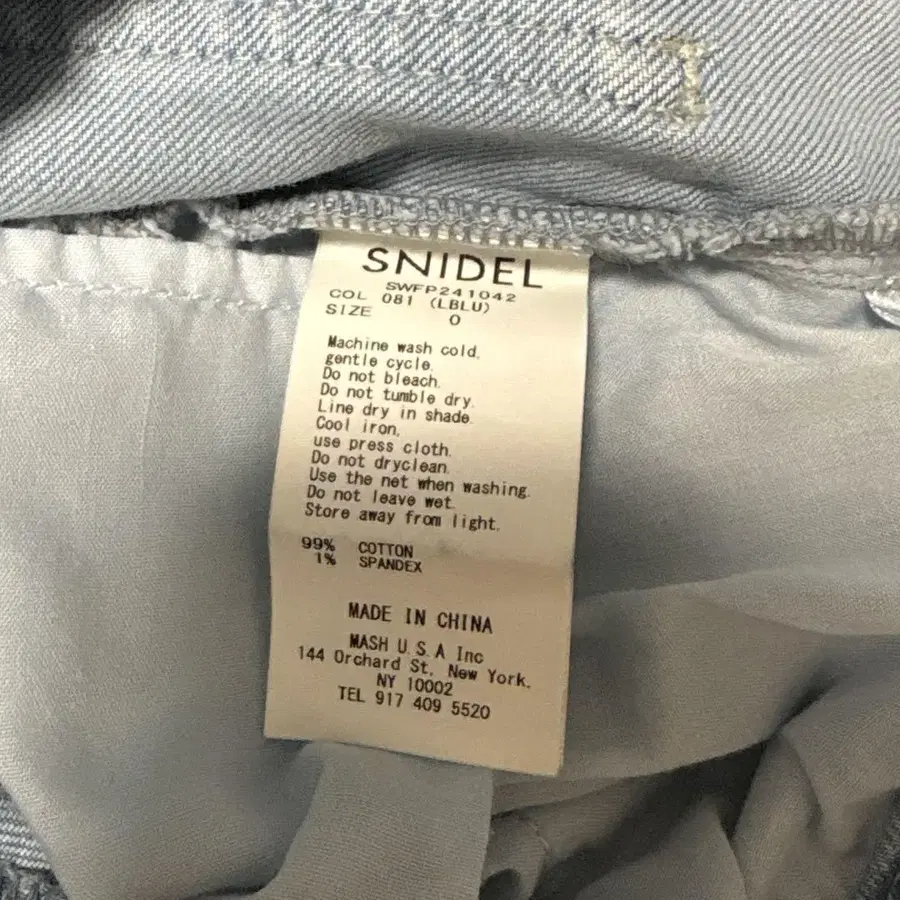 SNIDEL
SWFP241042
COL 081 (LBLU)
SIZE 0
Machine wash cold,
gentle cycle.
Do not bleach.
Do not tumble dry.
Line dry in shade.
Cool iron,
use press cloth.
Do not dryclean.
Use the net when washing.
Do not leave wet.
Store away from light.
99% COTTON
1% SPANDEX
MADE IN CHINA
MASH U.S.A Inc
144 Orchard St, New York,
NY 10002
TEL 917 409 5520